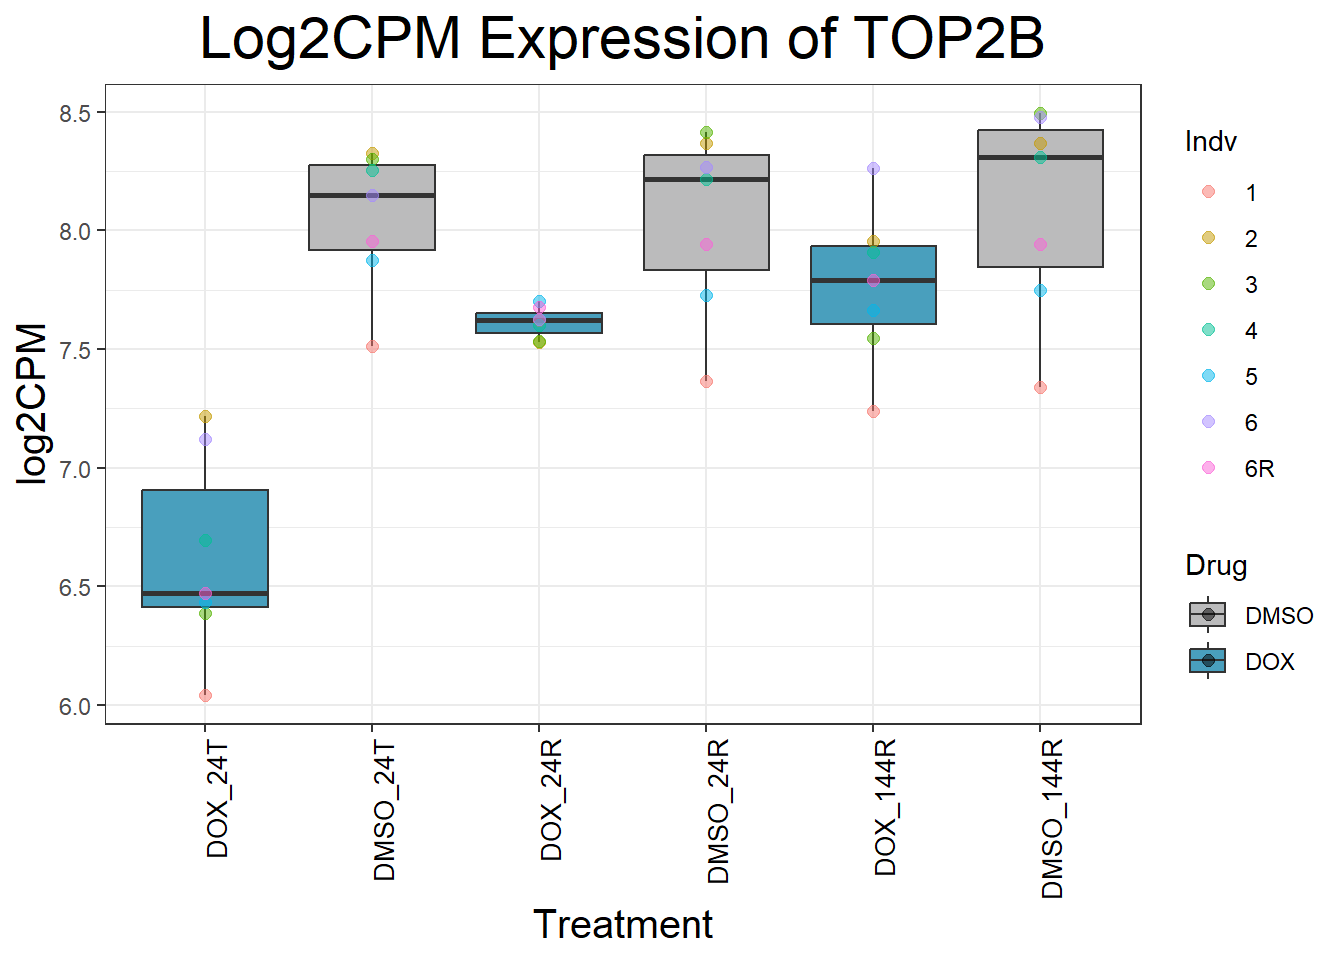 Log2CPM Expression of TOP2B
log2CPM
8.5
8.0
7.5
7.0
6.5
6.0
DOX_24T
DMSO_24T
DOX_24R
DMSO_24R
DOX_144R
DMSO_144R
Treatment
Indv
1
2
3
4
5
6
6R
Drug
DMSO
DOX